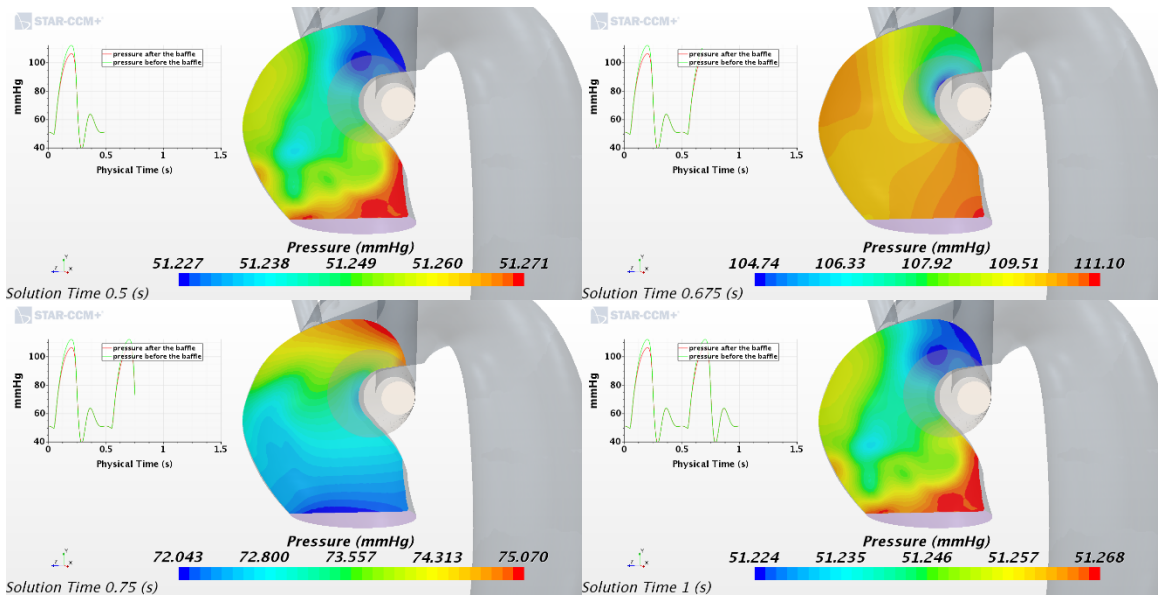 STAR-CCM+
pressure after the baffle
pressure before the baffle
100
80
60
40
mmHg
0
0.5
1
1.5
Physical Time (s)
Pressure (mmHg)
51.227 51.238 51.249 51.260 51.271
Solution Time 0.5 (s)
STAR-CCM+
pressure after the baffle
pressure before the baffle
100
80
60
40
mmHg
0
0.5
1
1.5
Physical Time (s)
Pressure (mmHg)
104.74 106.33 107.92 109.51 111.10
Solution Time 0.675 (s)
STAR-CCM+
pressure after the baffle
pressure before the baffle
100
80
60
40
mmHg
0
0.5
1
1.5
Physical Time (s)
Pressure (mmHg)
72.043 72.800 73.557 74.313 75.070
Solution Time 0.75 (s)
STAR-CCM+
pressure after the baffle
pressure before the baffle
100
80
60
40
mmHg
0
0.5
1
1.5
Physical Time (s)
Pressure (mmHg)
51.224 51.235 51.246 51.257 51.268
Solution Time 1 (s)